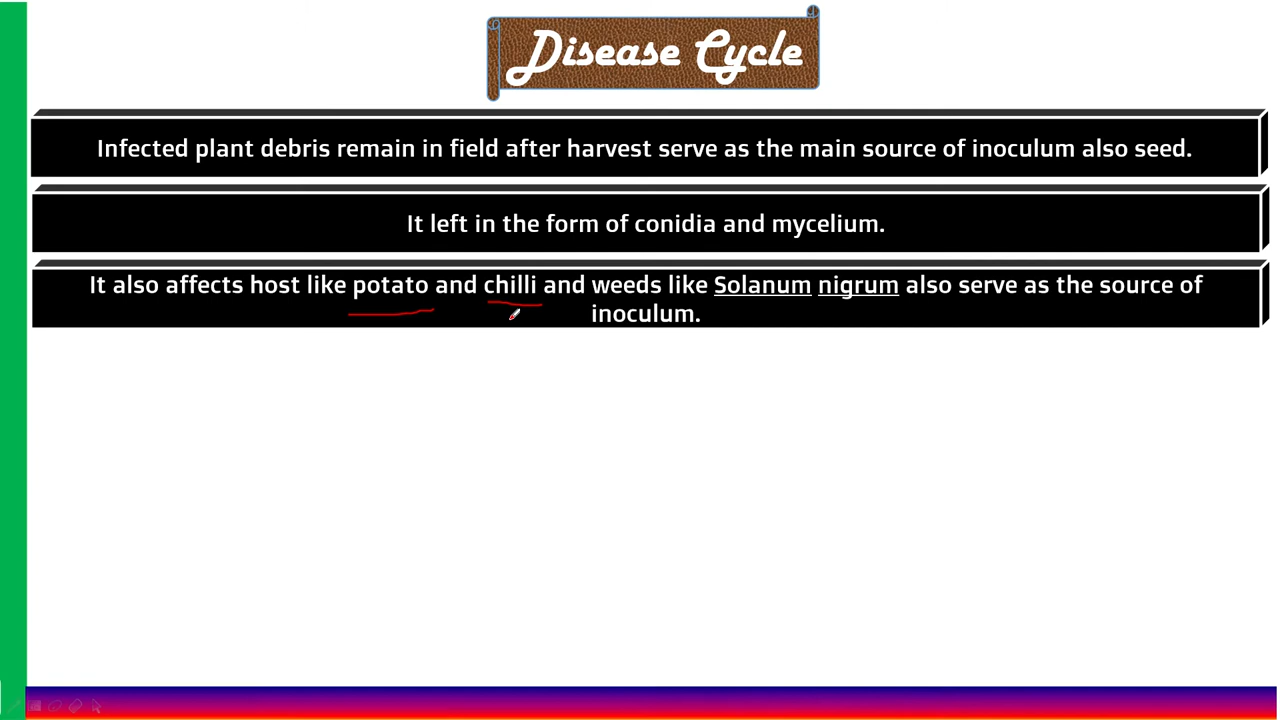 Disease Cycle
Infected plant debris remain in field after harvest serve as the main source of inoculum also seed.
It left in the form of conidia and mycelium.
It also affects host like potato and chilli and weeds like Solanum nigrum also serve as the source of
inoculum.